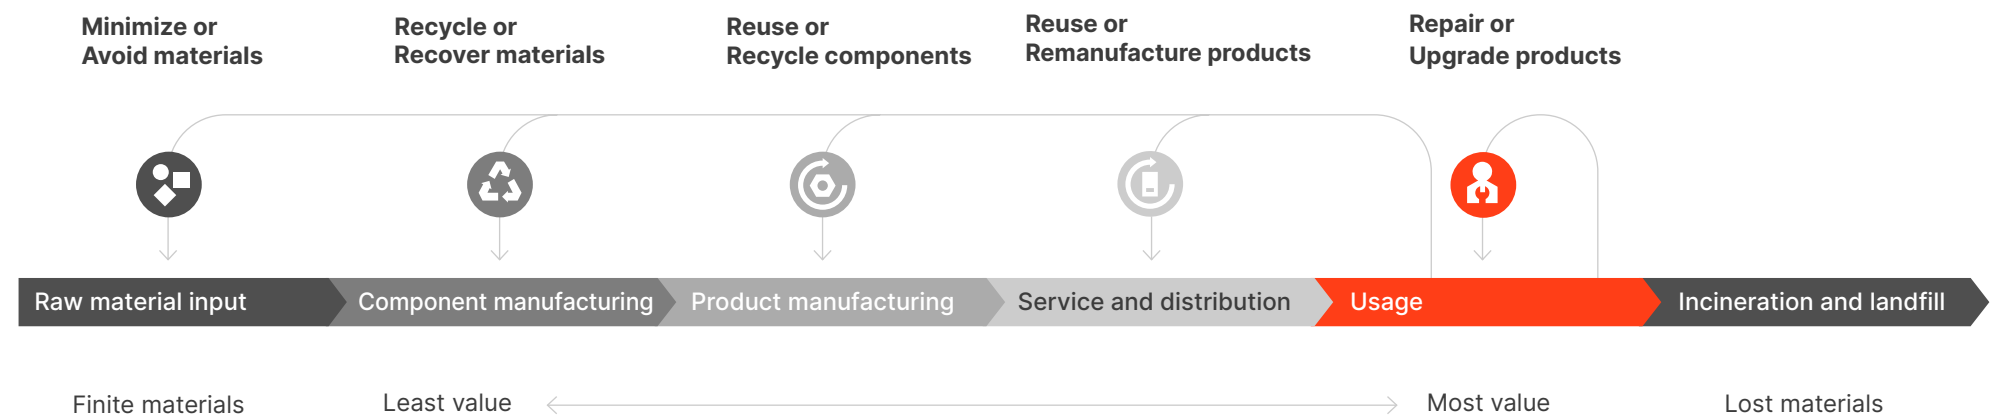 Minimize or
Avoid materials
Recycle or
Recover materials
Reuse or
Recycle components
Reuse or
Remanufacture products
Repair or
Upgrade products
Raw material input
Component manufacturing
Product manufacturing
Service and distribution
Usage
Incineration and landfill
Finite materials
Least value
Most value
Lost materials